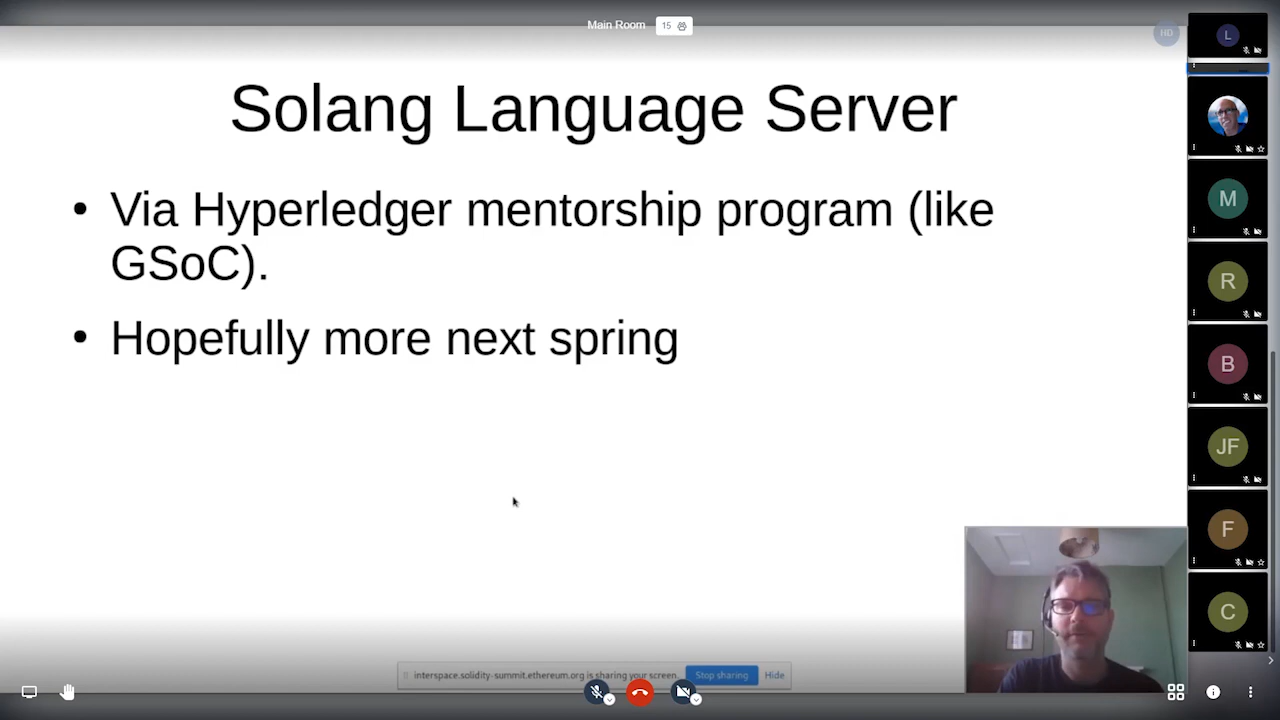 Main Room 15
HD
L
Solang Language Server
• Via Hyperledger mentorship program (like
GSoC).
• Hopefully more next spring
M
R
B
JF
F
C
interspace.solidity-summit.ethereum.org is sharing your screen. Stop sharing Hide